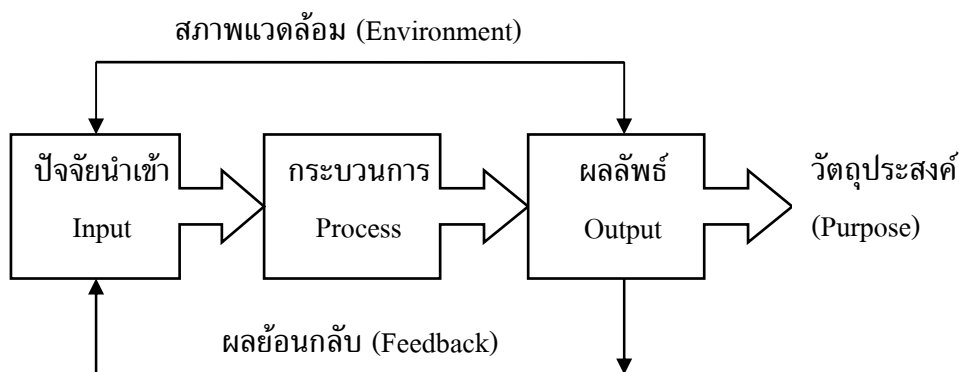 สภาพแวดล้อม (Environment)
ปัจจัยนำเข้า
Input
กระบวนการ
Process
ผลลัพธ์
Output
วัตถุประสงค์
(Purpose)
ผลย้อนกลับ (Feedback)